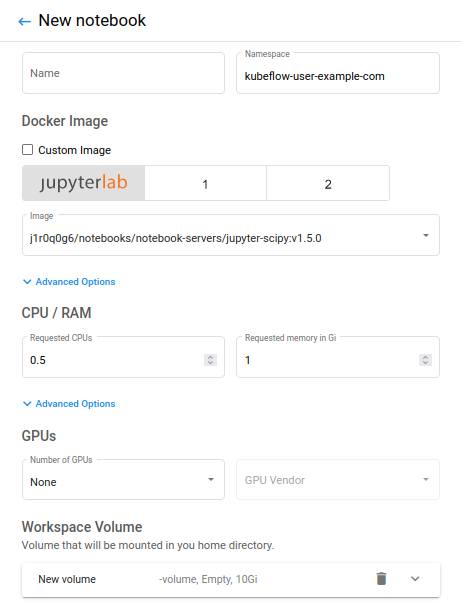 New notebook
Name
Namespace
kubeflow-user-example-com
Docker Image
Custom Image
jupyterlab
1
2
Image
j1r0q0g6/notebooks/notebook-servers/jupyter-scipy:v1.5.0
Advanced Options
CPU / RAM
Requested CPUs
Requested memory in Gi
0.5
1
Advanced Options
GPUs
Number of GPUs
None
GPU Vendor
Workspace Volume
Volume that will be mounted in you home directory.
New volume -volume, Empty, 10Gi